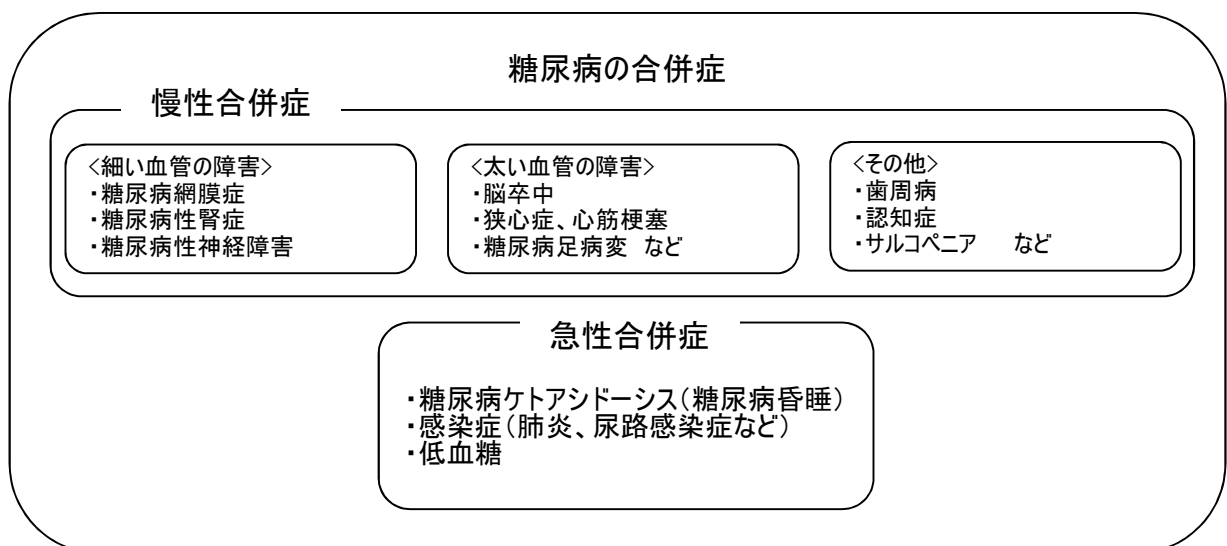 糖尿病の合併症
慢性合併症
<細い血管の障害>
・糖尿病網膜症
・糖尿病性腎症
・糖尿病性神経障害
<太い血管の障害>
・脳卒中
・狭心症、心筋梗塞
・糖尿病足病変 など
<その他>
・歯周病
・認知症
・サルコペニア など
急性合併症
・糖尿病ケトアシドーシス(糖尿病昏睡)
・感染症(肺炎、尿路感染症など)
・低血糖